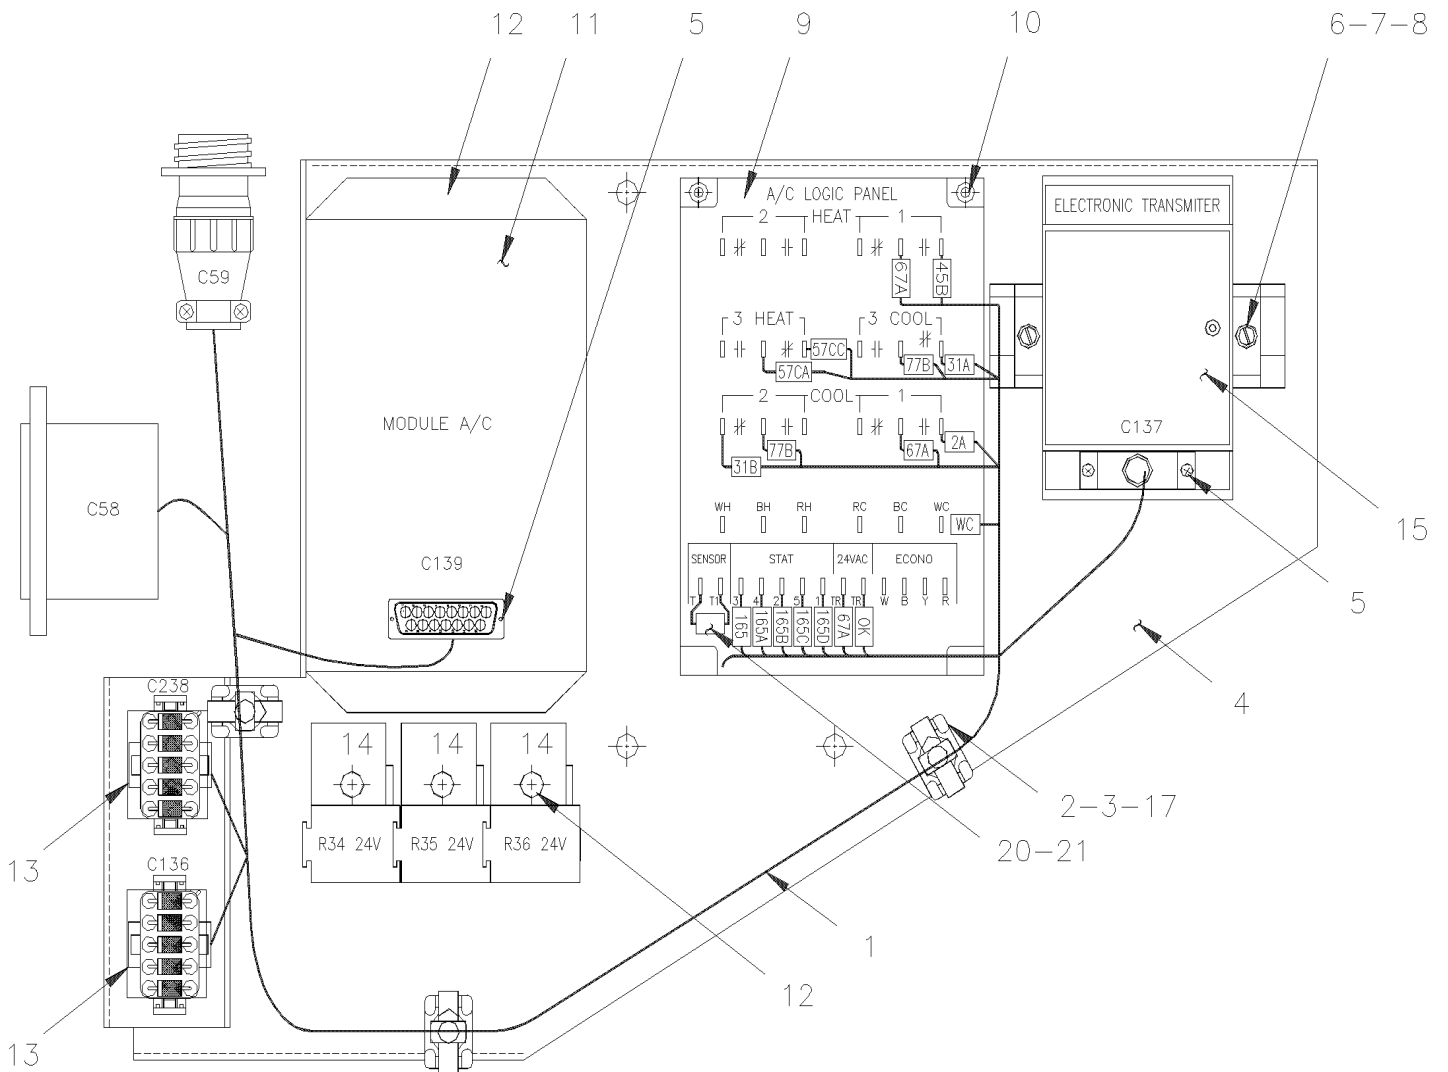 12 11 5 9 10 6-7-8
A/C LOGIC PANEL
2 HEAT 1
ELECTRONIC TRANSMITER
C59
67A 45B
3 HEAT 3 COOL
57CC 77B 31A
57CA
2 COOL 1
MODULE A/C
C137
77B 67A 2A
31B
C58
WH BH RH RC BC WC WC
15
SENSOR STAT 24VAC ECONO
C139
T T1 3 4 2 5 1 TR TR W B Y R
5
165 165A 165B 165C 165D 67A OK
C238
4
14 14 14
2-3-17
R34 24V R35 24V R36 24V
20-21
13
C136
1
12
13